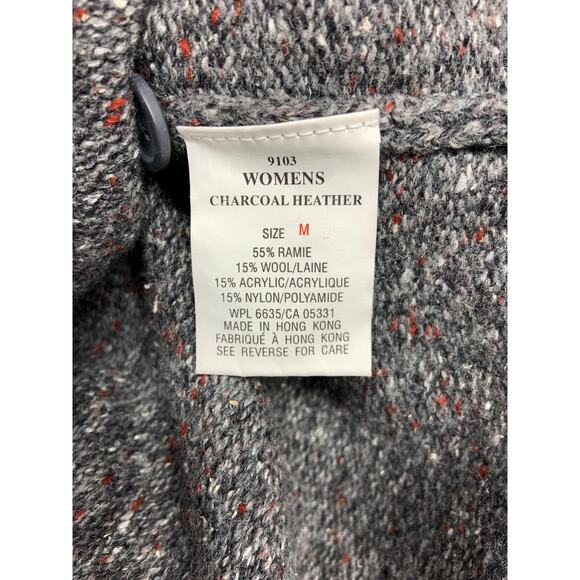 9103
WOMENS
CHARCOAL HEATHER
SIZE M
55% RAMIE
15% WOOL/LAINE
15% ACRYLIC/ACRYLIQUE
15% NYLON/POLYAMIDE
WPL 6635/CA 05331
MADE IN HONG KONG
FABRIQUÉ À HONG KONG
SEE REVERSE FOR CARE